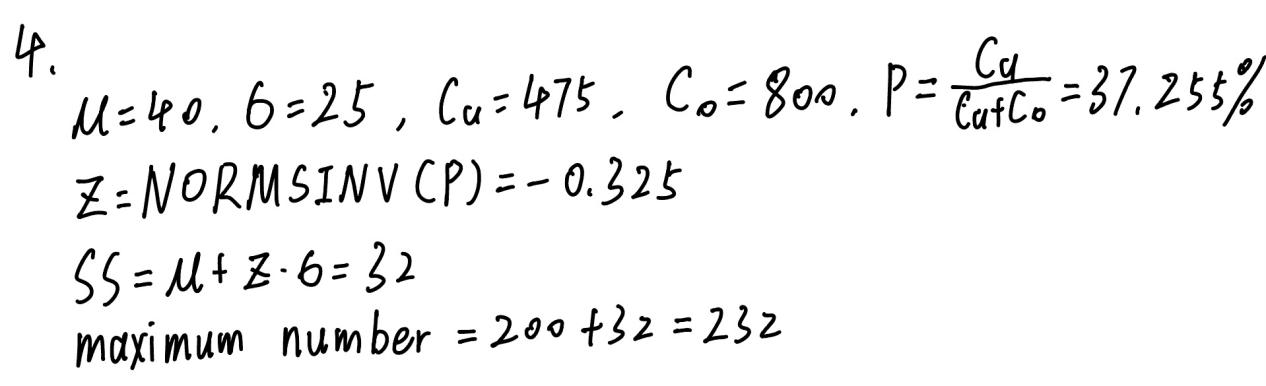 4.
μ=40, σ=25, Cu=475, Co=800, P=Cu/(Cu+Co)=37.255%
Z=NORMSINV(P)=-0.325
SS=μ+Z·σ=32
maximum number =200+32=232